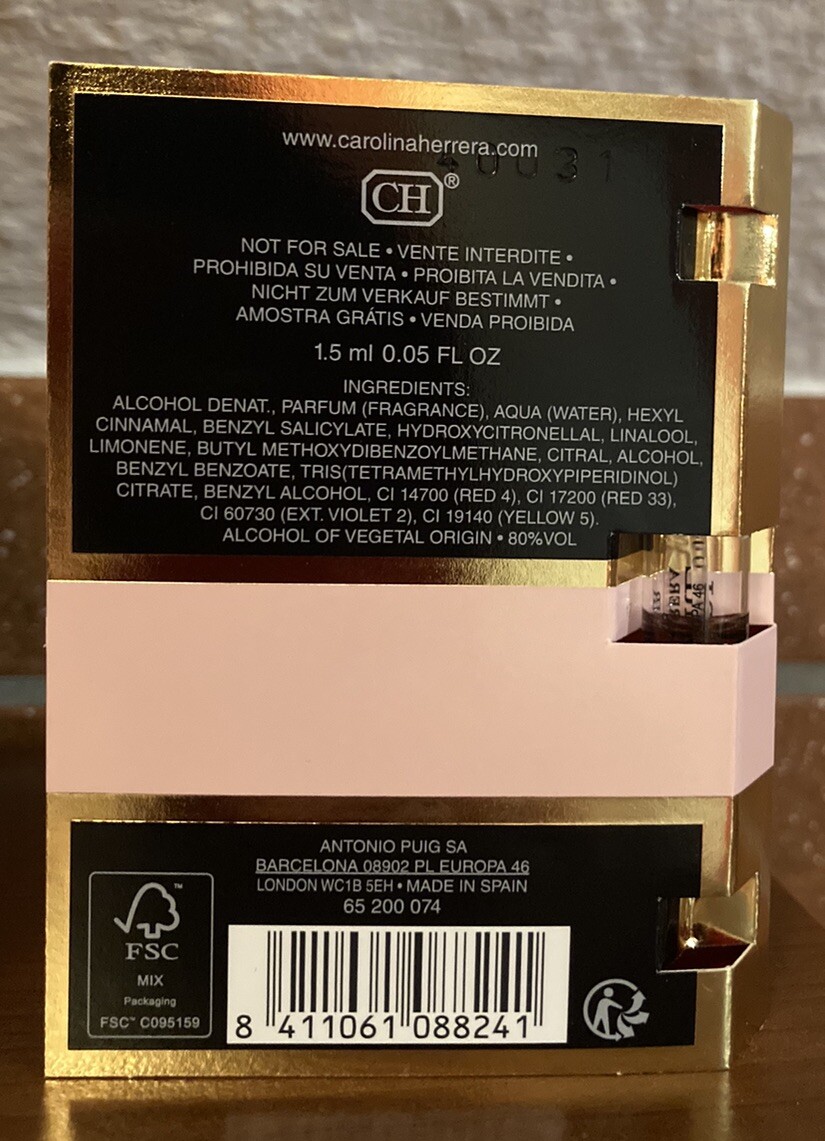 www.carolinaherrera.com
40031
CH®
NOT FOR SALE • VENTE INTERDITE •
PROHIBIDA SU VENTA • PROIBITA LA VENDITA •
NICHT ZUM VERKAUF BESTIMMT •
AMOSTRA GRÁTIS • VENDA PROIBIDA
1.5 ml 0.05 FL OZ
INGREDIENTS:
ALCOHOL DENAT., PARFUM (FRAGRANCE), AQUA (WATER), HEXYL
CINNAMAL, BENZYL SALICYLATE, HYDROXYCITRONELLAL, LINALOOL,
LIMONENE, BUTYL METHOXYDIBENZOYLMETHANE, CITRAL, ALCOHOL,
BENZYL BENZOATE, TRIS(TETRAMETHYLHYDROXYPIPERIDINOL)
CITRATE, BENZYL ALCOHOL, CI 14700 (RED 4), CI 17200 (RED 33),
CI 60730 (EXT. VIOLET 2), CI 19140 (YELLOW 5).
ALCOHOL OF VEGETAL ORIGIN • 80%VOL
PA 46
ANTONIO PUIG SA
BARCELONA 08902 PL EUROPA 46
LONDON WC1B 5EH • MADE IN SPAIN
65 200 074
FSC™
MIX
Packaging
FSC™ C095159
8 411061 088241